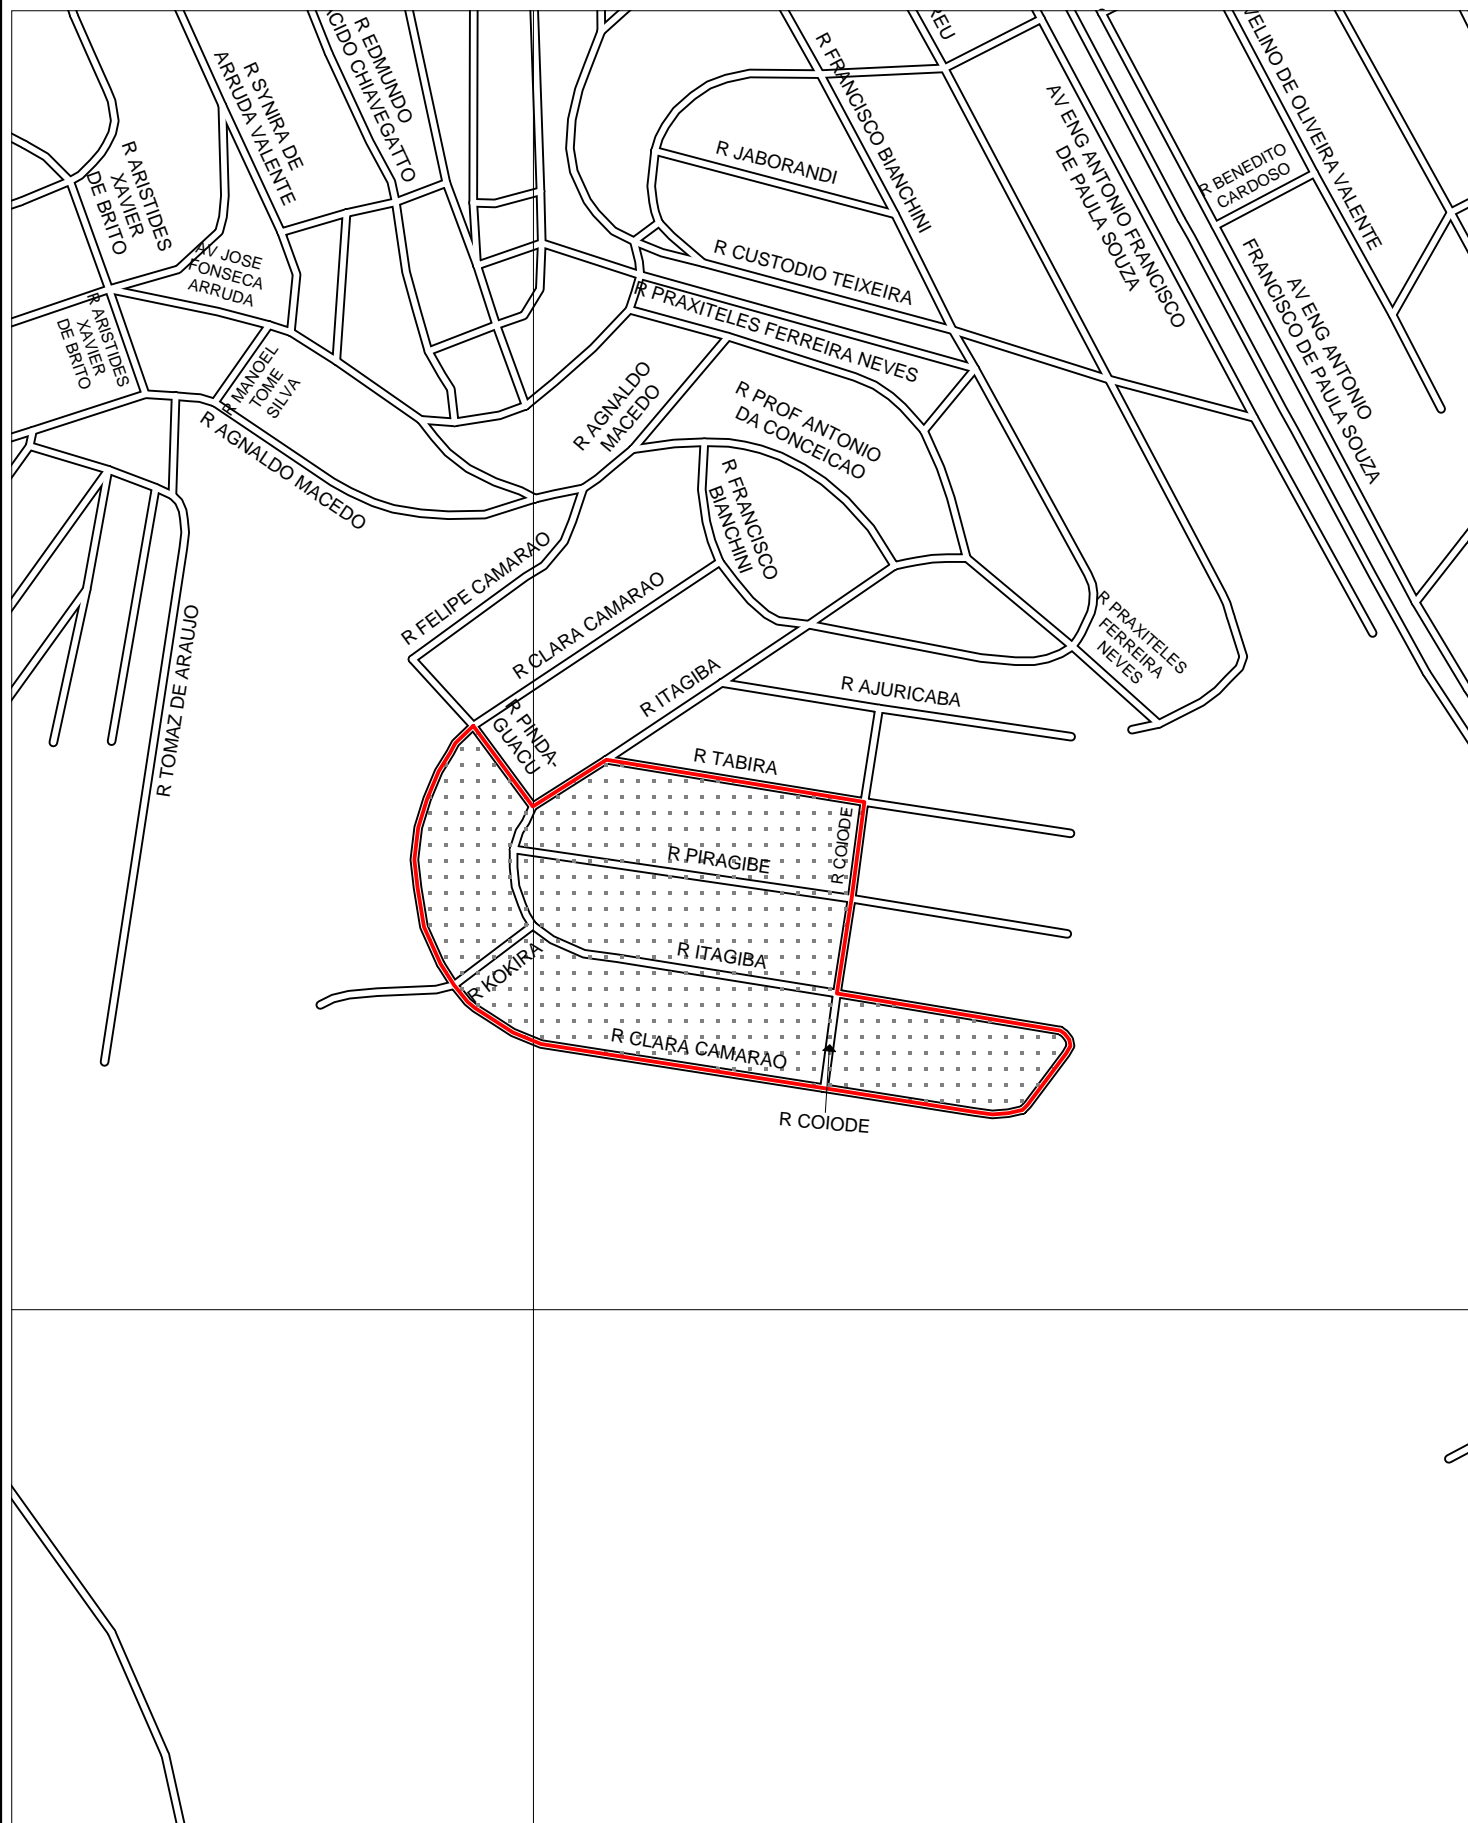 R EDMUNDO
CIDO CHIAVEGATTO
R SYNIRA DE
ARRUDA VALENTE
R ARISTIDES
XAVIER
DE BRITO
AV JOSE
FONSECA
ARRUDA
R ARISTIDES
XAVIER
DE BRITO
R MANOEL
TOME
SILVA
R AGNALDO MACEDO
R TOMAZ DE ARAUJO
R FRANCISCO BIANCHINI
REU
R JABORANDI
R CUSTODIO TEIXEIRA
R PRAXITELES FERREIRA NEVES
AV ENG ANTONIO FRANCISCO
DE PAULA SOUZA
VELINO DE OLIVEIRA VALENTE
R BENEDITO
CARDOSO
AV ENG ANTONIO
FRANCISCO DE PAULA SOUZA
R AGNALDO
MACEDO
R PROF ANTONIO
DA CONCEICAO
R FRANCISCO
BIANCHINI
R FELIPE CAMARAO
R CLARA CAMARAO
R ITAGIBA
R PRAXITELES
FERREIRA
NEVES
R AJURICABA
R PINDA-
GUACU
R TABIRA
R COIODE
R PIRAGIBE
R ITAGIBA
R KOKIRA
R CLARA CAMARAO
R COIODE